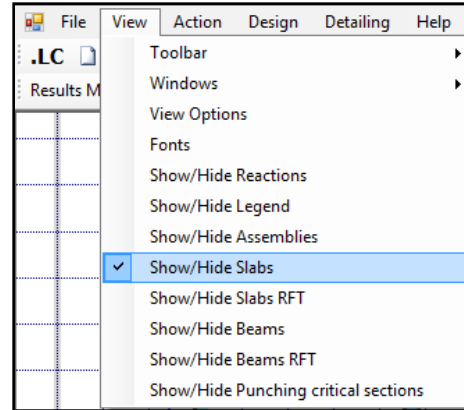 File View Action Design Detailing Help
.LC
Results M
Toolbar
Windows
View Options
Fonts
Show/Hide Reactions
Show/Hide Legend
Show/Hide Assemblies
Show/Hide Slabs
Show/Hide Slabs RFT
Show/Hide Beams
Show/Hide Beams RFT
Show/Hide Punching critical sections